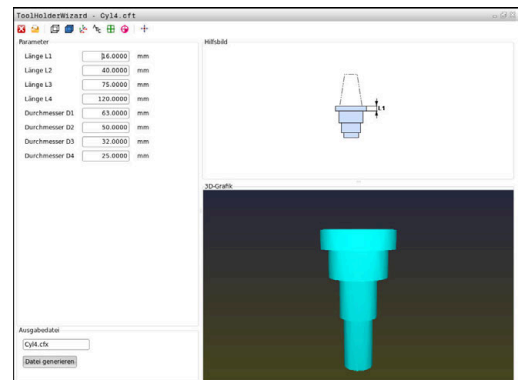 ToolHolderWizard - Cyl4.cft
Parameter
Länge L1 16.0000 mm
Länge L2 40.0000 mm
Länge L3 75.0000 mm
Länge L4 120.0000 mm
Durchmesser D1 63.0000 mm
Durchmesser D2 50.0000 mm
Durchmesser D3 32.0000 mm
Durchmesser D4 25.0000 mm
Ausgabedatei
Cyl4.cfx
Datei generieren
Hilfsbild
L1
3D-Grafik